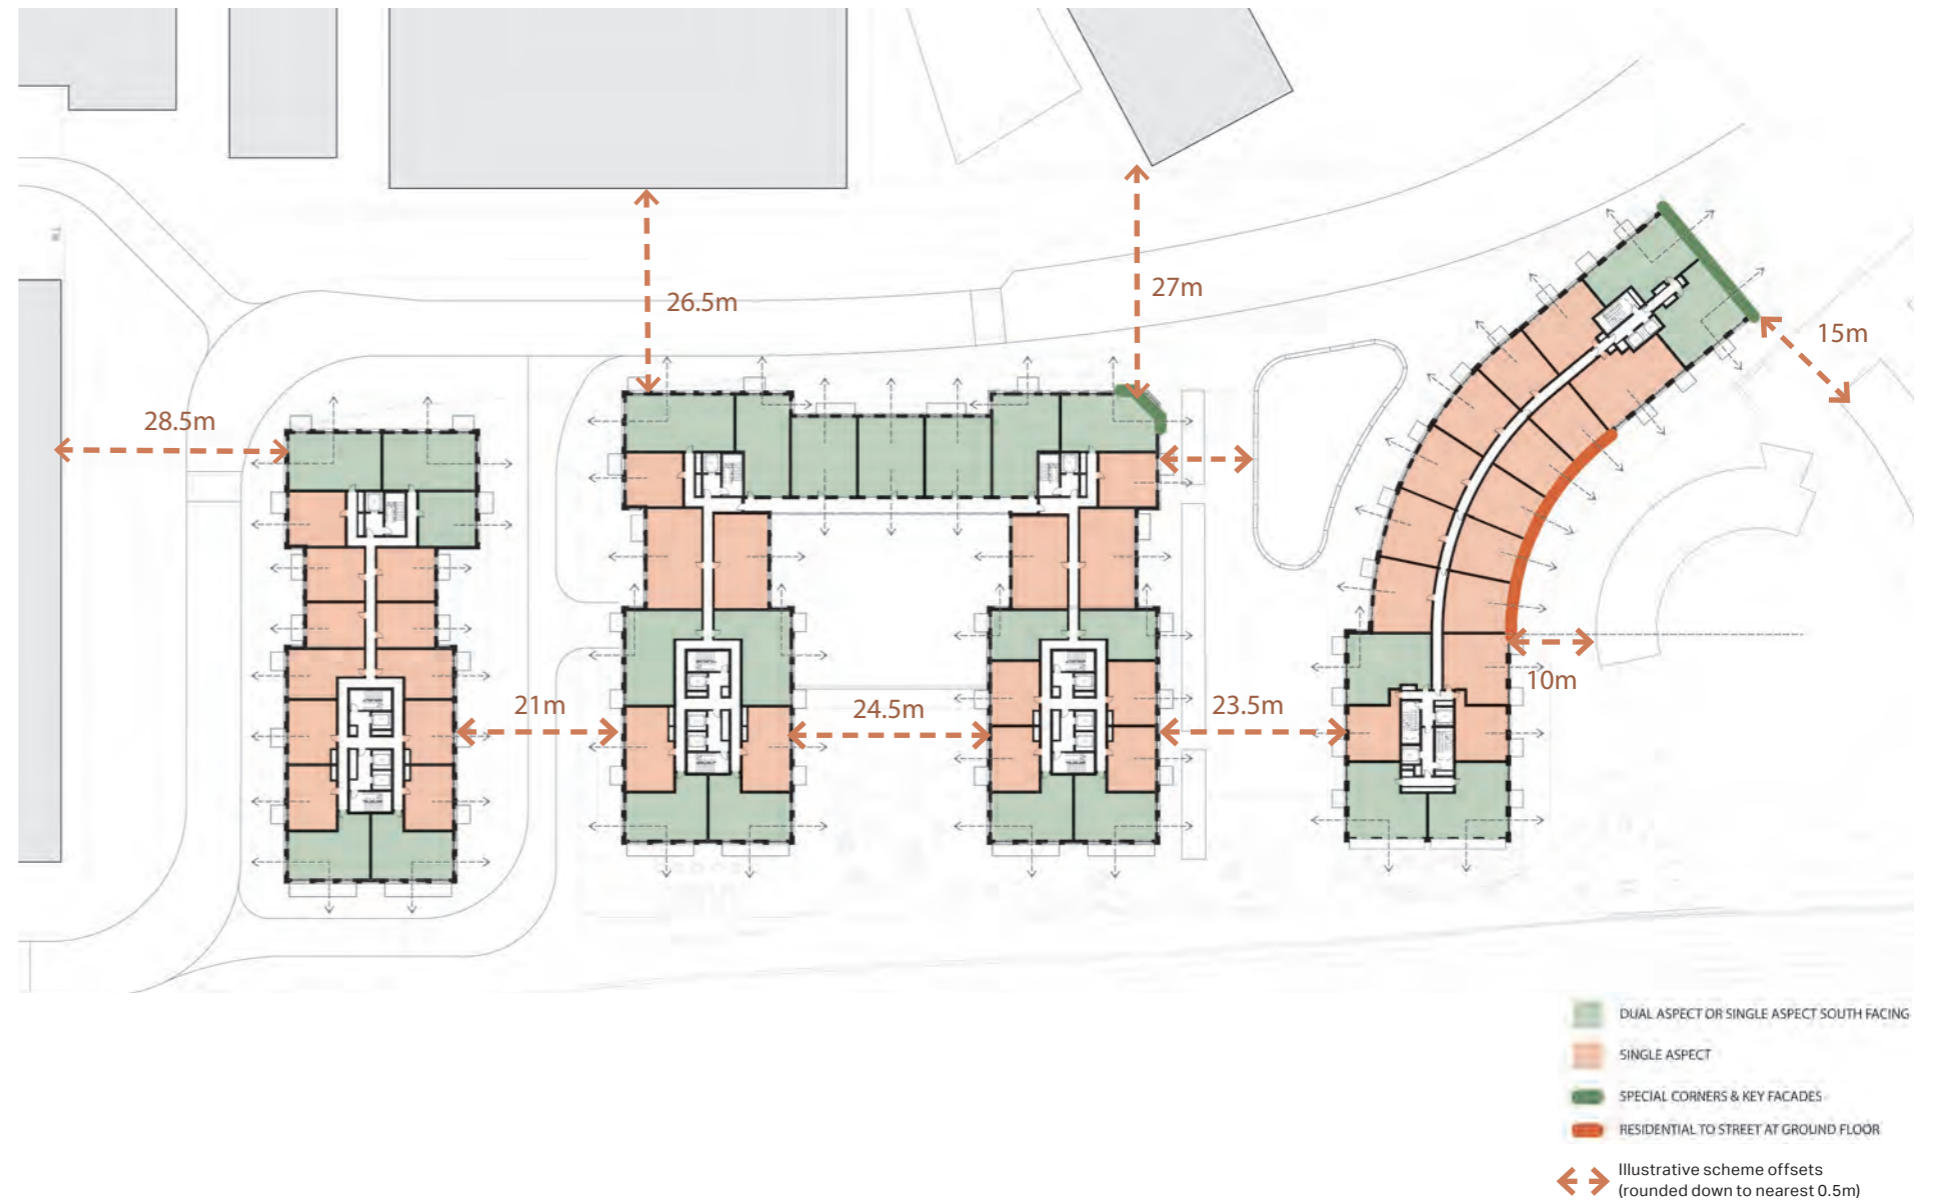 27m
26.5m
15m
28.5m
10m
21m
24.5m
23.5m
DUAL ASPECT OR SINGLE ASPECT SOUTH FACING
SINGLE ASPECT
SPECIAL CORNERS & KEY FACADES
RESIDENTIAL TO STREET AT GROUND FLOOR
Illustrative scheme offsets
(rounded down to nearest 0.5m)